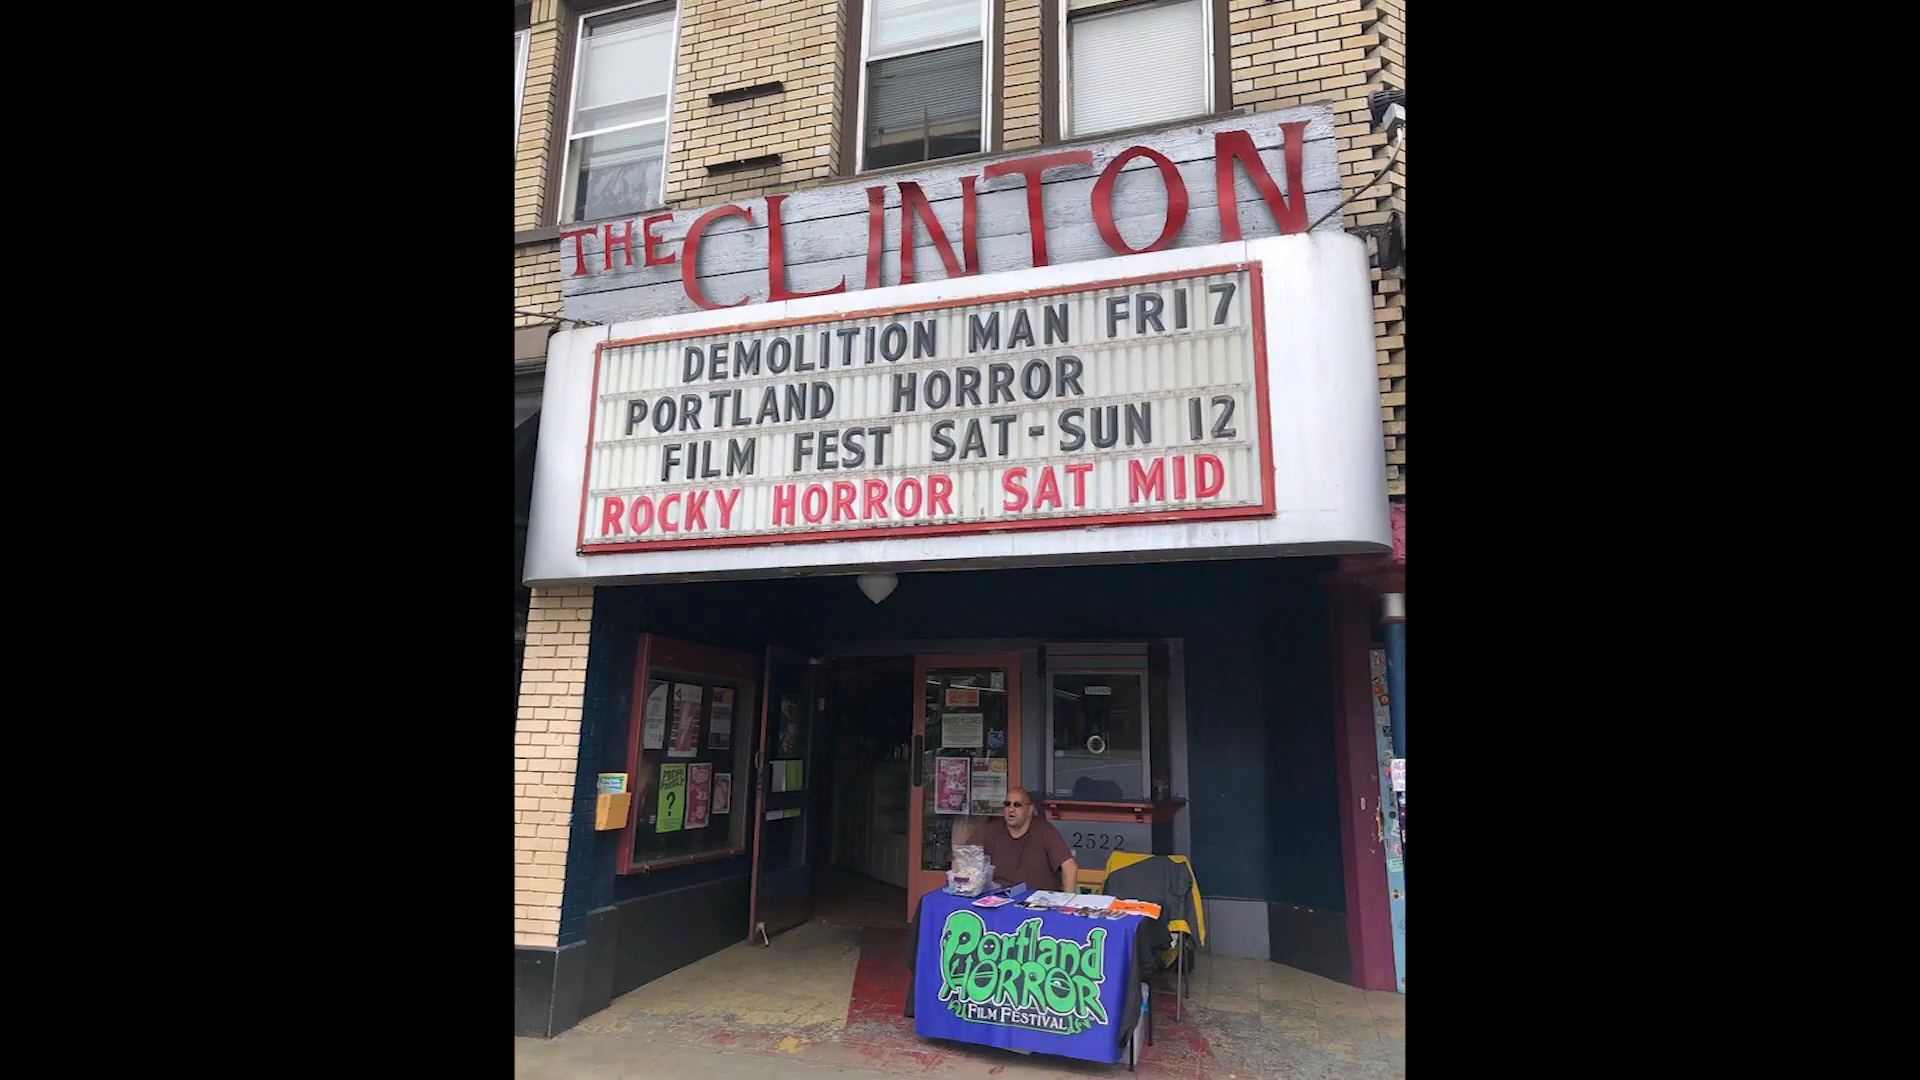 THE CLINTON
DEMOLITION MAN FRI 7
PORTLAND HORROR
FILM FEST SAT-SUN 12
ROCKY HORROR SAT MID
?
2522
Portland
HORROR
FILM FESTIVAL